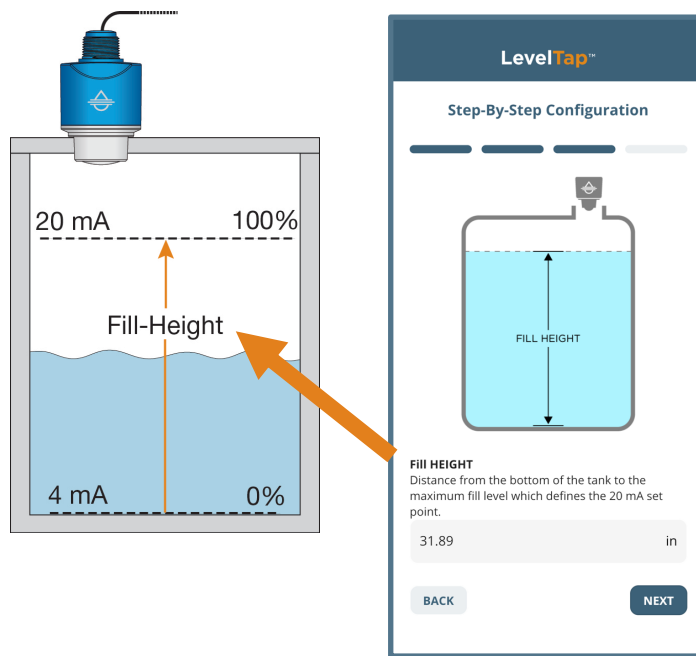 20 mA 100%
Fill-Height
4 mA 0%
LevelTap™
Step-By-Step Configuration
FILL HEIGHT
Fill HEIGHT
Distance from the bottom of the tank to the
maximum fill level which defines the 20 mA set
point.
31.89 in
BACK NEXT